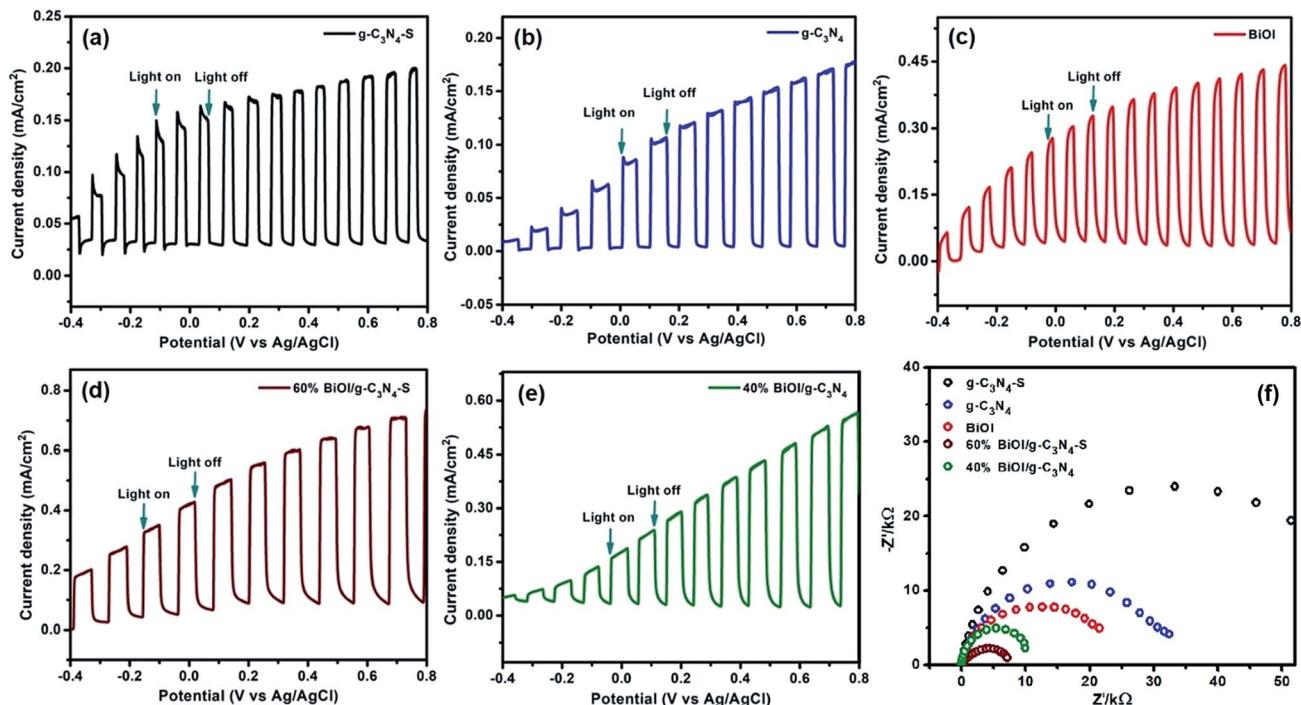 (a)
g-C₃N₄-S
Light on
Light off
Current density (mA/cm²)
0.25
0.20
0.15
0.10
0.05
0.00
-0.4 -0.2 0.0 0.2 0.4 0.6 0.8
Potential (V vs Ag/AgCl)
(b)
g-C₃N₄
Light on
Light off
Current density (mA/cm²)
0.20
0.15
0.10
0.05
0.00
-0.05
-0.4 -0.2 0.0 0.2 0.4 0.6 0.8
Potential (V vs Ag/AgCl)
(c)
BiOI
Light on
Light off
Current density (mA/cm²)
0.45
0.30
0.15
0.00
-0.4 -0.2 0.0 0.2 0.4 0.6 0.8
Potential (V vs Ag/AgCl)
(d)
60% BiOI/g-C₃N₄-S
Light on
Light off
Current density (mA/cm²)
0.8
0.6
0.4
0.2
0.0
-0.4 -0.2 0.0 0.2 0.4 0.6 0.8
Potential (V vs Ag/AgCl)
(e)
40% BiOI/g-C₃N₄
Light on
Light off
Current density (mA/cm²)
0.60
0.45
0.30
0.15
0.00
-0.4 -0.2 0.0 0.2 0.4 0.6 0.8
Potential (V vs Ag/AgCl)
(f)
g-C₃N₄-S
g-C₃N₄
BiOI
60% BiOI/g-C₃N₄-S
40% BiOI/g-C₃N₄
-Z'/kΩ
40
30
20
10
0
0 10 20 30 40 50
Z'/kΩ